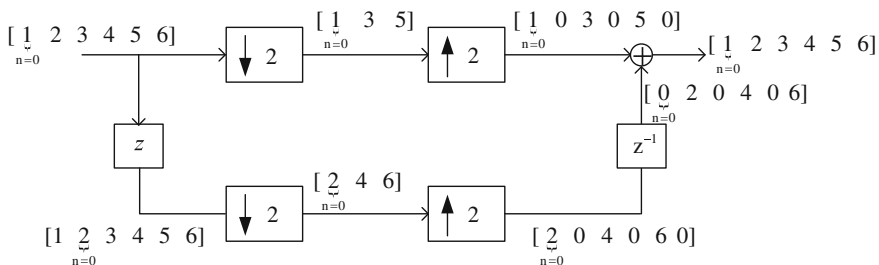 [ 1 2 3 4 5 6]
n=0
↓ 2
[ 1 3 5]
n=0
↑ 2
[ 1 0 3 0 5 0]
n=0
+
[ 1 2 3 4 5 6]
n=0
[ 0 2 0 4 0 6]
n=0
z
z⁻¹
[1 2 3 4 5 6]
n=0
↓ 2
[ 2 4 6]
n=0
↑ 2
[ 2 0 4 0 6 0]
n=0